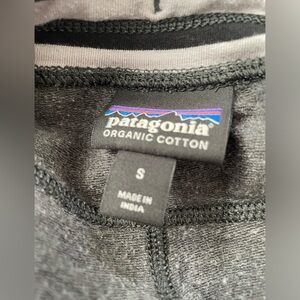 patagonia®
ORGANIC COTTON
S
MADE IN
INDIA